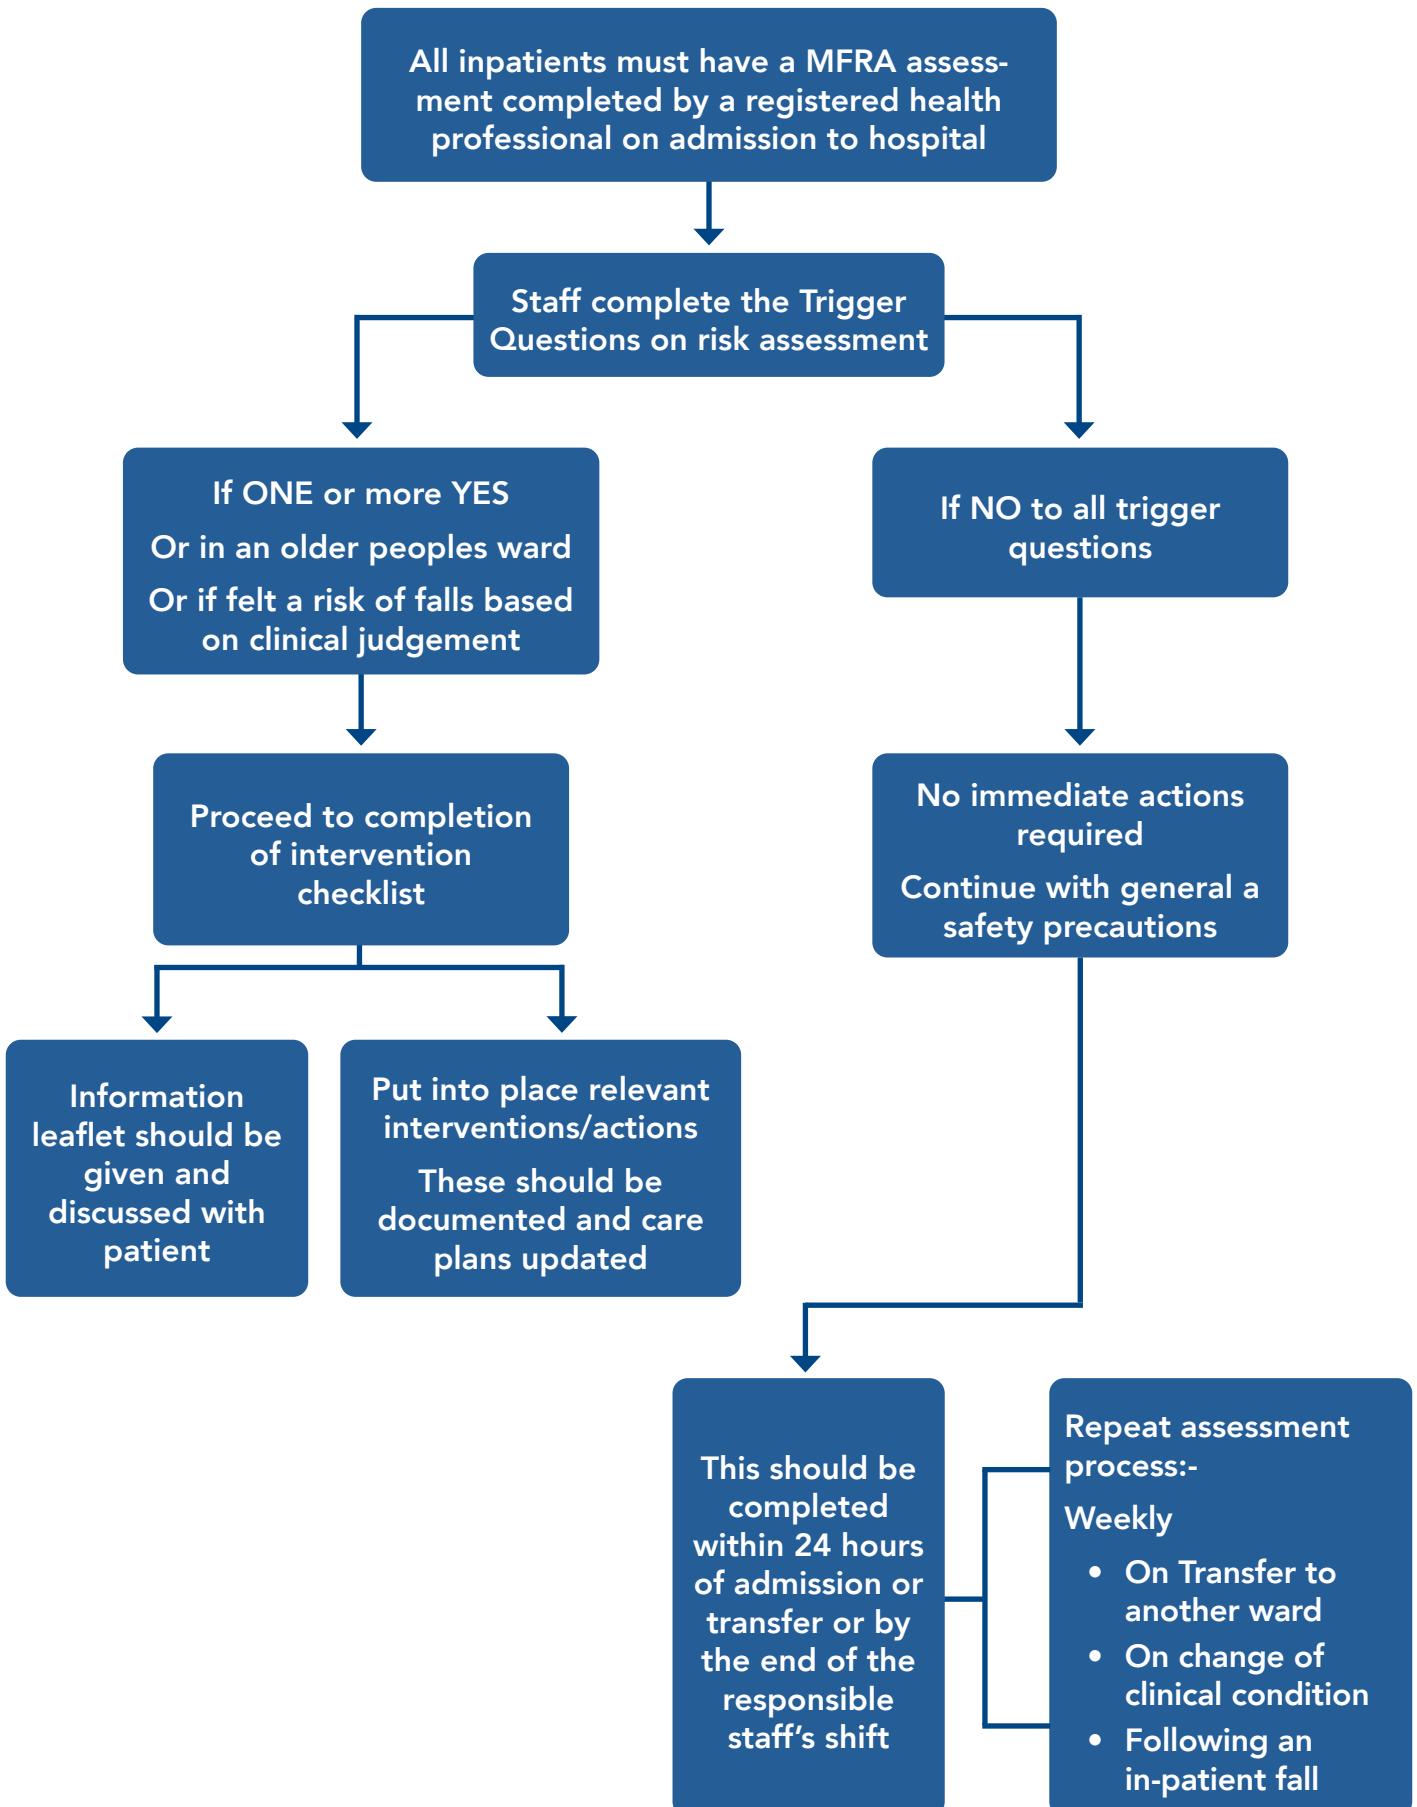 All inpatients must have a MFRA assess-
ment completed by a registered health
professional on admission to hospital
Staff complete the Trigger
Questions on risk assessment
If ONE or more YES
Or in an older peoples ward
Or if felt a risk of falls based
on clinical judgement
If NO to all trigger
questions
Proceed to completion
of intervention
checklist
No immediate actions
required
Continue with general a
safety precautions
Information
leaflet should be
given and
discussed with
patient
Put into place relevant
interventions/actions
These should be
documented and care
plans updated
This should be
completed
within 24 hours
of admission or
transfer or by
the end of the
responsible
staff’s shift
Repeat assessment
process:-
Weekly
• On Transfer to
another ward
• On change of
clinical condition
• Following an
in-patient fall